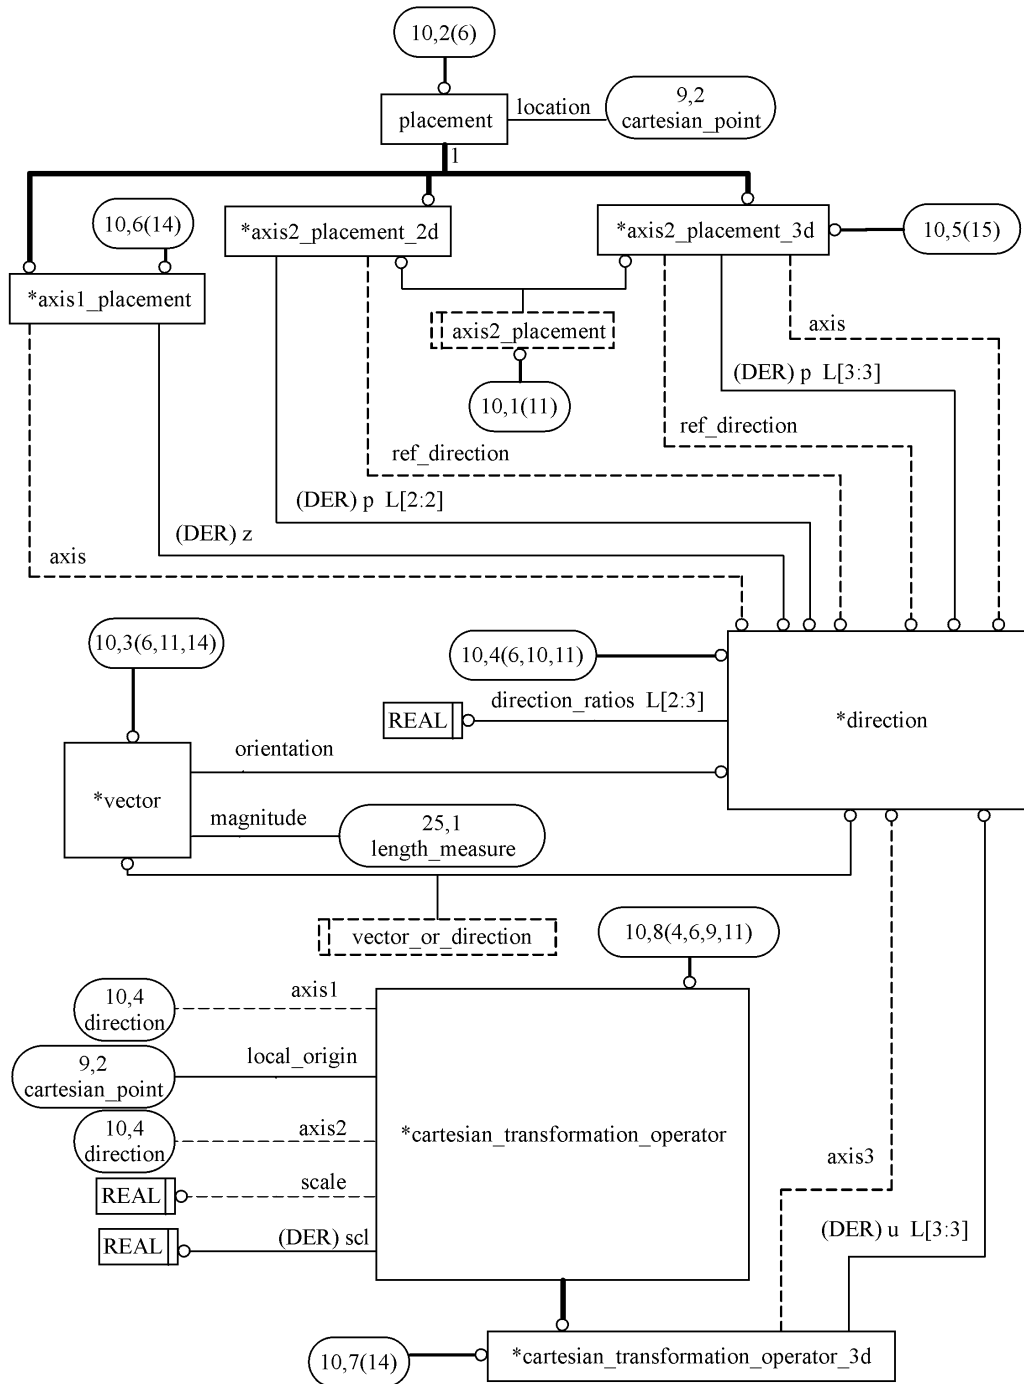 10,2(6)
placement
location
9,2
cartesian_point
1
10,6(14)
*axis2_placement_2d
*axis2_placement_3d
10,5(15)
*axis1_placement
axis2_placement
axis
(DER) p  L[3:3]
10,1(11)
ref_direction
ref_direction
(DER) p  L[2:2]
(DER) z
axis
10,3(6,11,14)
10,4(6,10,11)
direction_ratios  L[2:3]
REAL
*direction
orientation
*vector
magnitude
25,1
length_measure
vector_or_direction
10,8(4,6,9,11)
axis1
10,4
direction
local_origin
9,2
cartesian_point
axis2
10,4
direction
*cartesian_transformation_operator
axis3
scale
REAL
(DER) scl
REAL
(DER) u  L[3:3]
*cartesian_transformation_operator_3d
10,7(14)